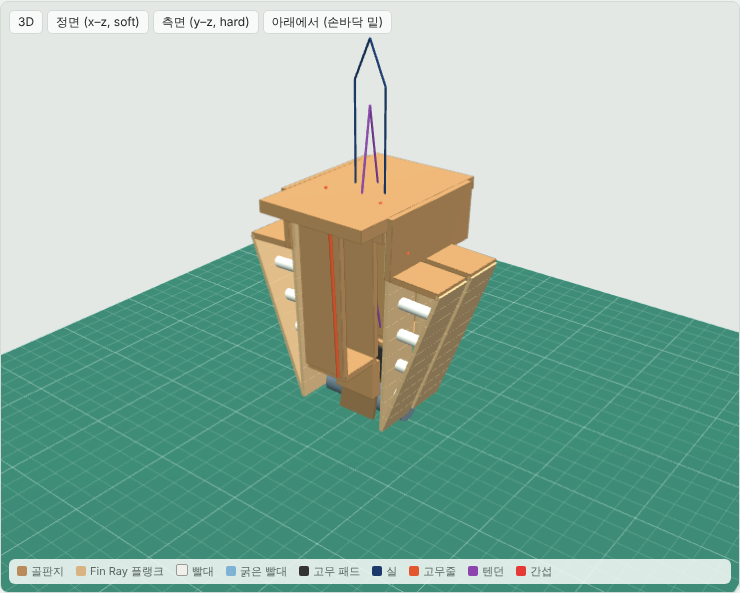 3D 정면 (x–z, soft) 측면 (y–z, hard) 아래에서 (손바닥 밑)
골판지 Fin Ray 플랭크 빨대 굵은 빨대 고무 패드 실 고무줄 텐던 간섭